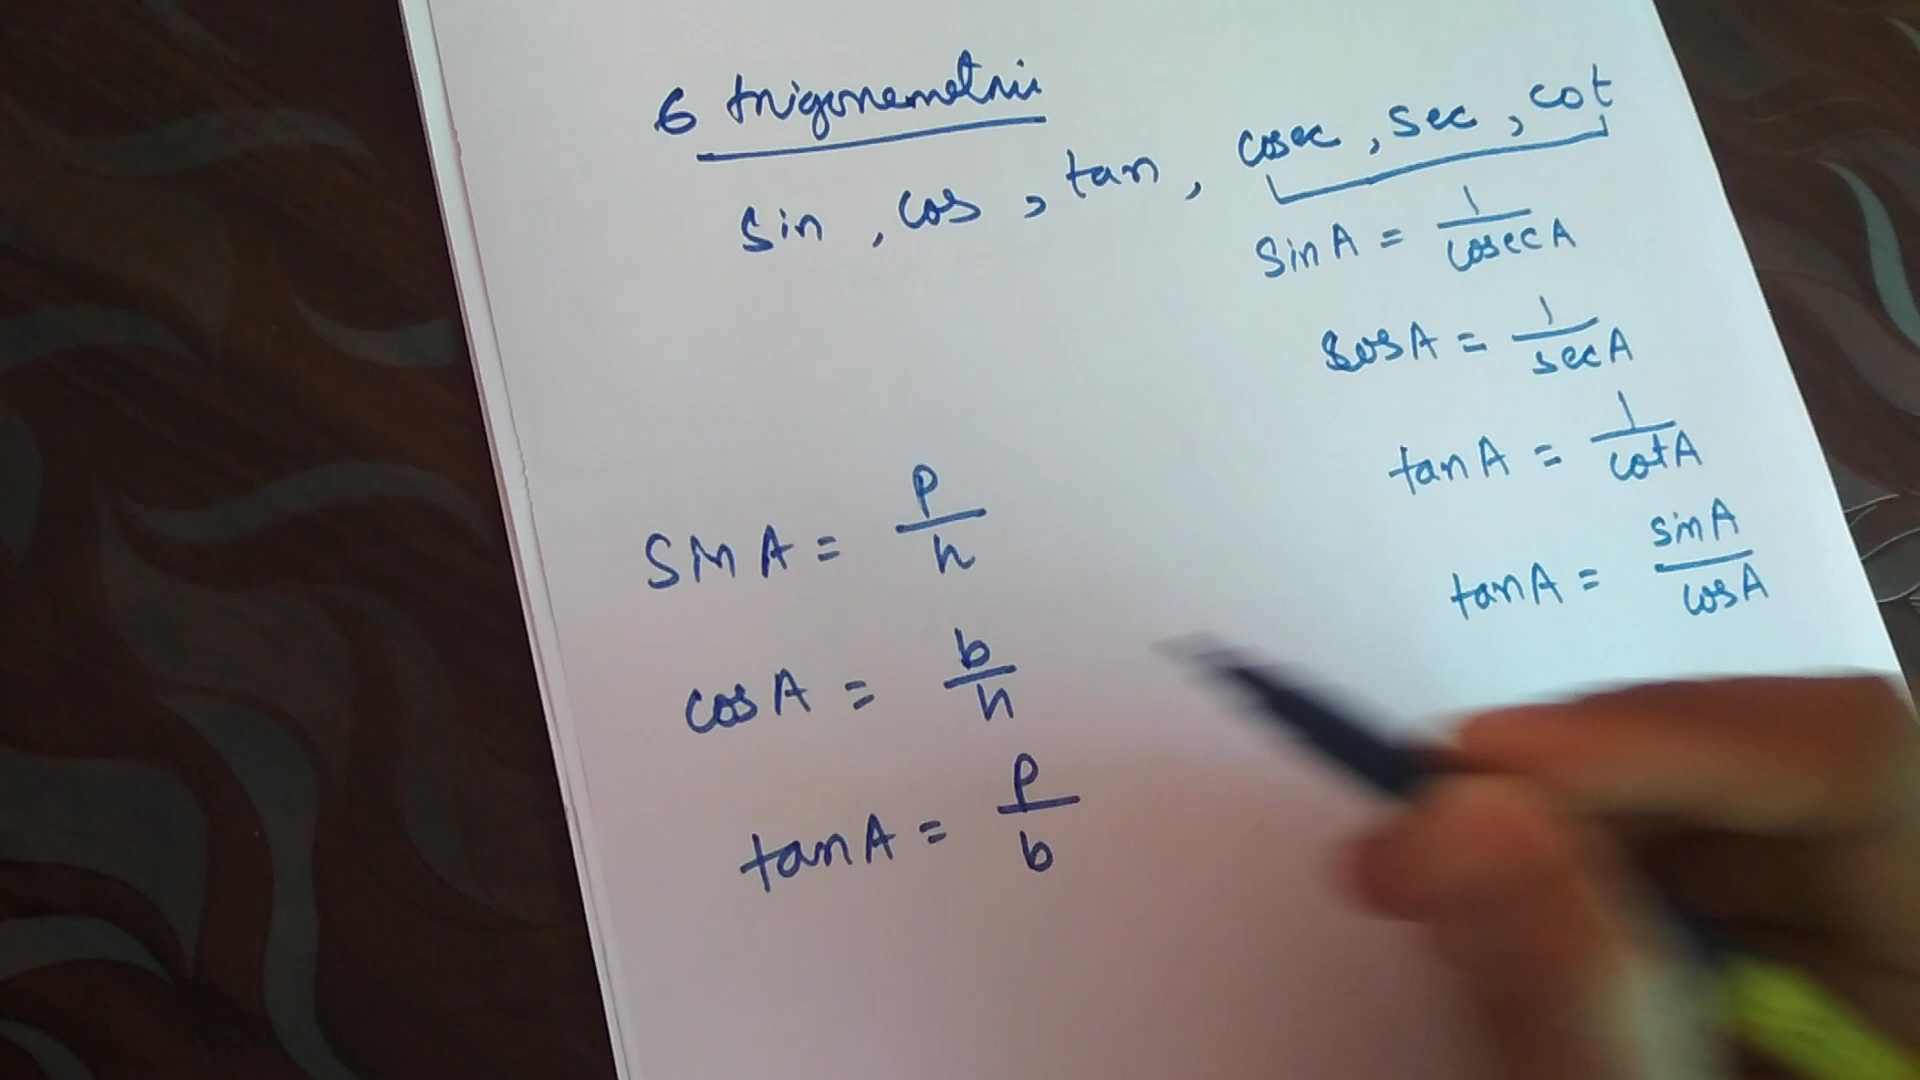 6 trigonemetric
sin, cos, tan, cosec, sec, cot
sin A = 1/cosec A
cos A = 1/sec A
tan A = 1/cot A
tan A = sin A/cos A
sin A = p/h
cos A = b/h
tan A = p/b